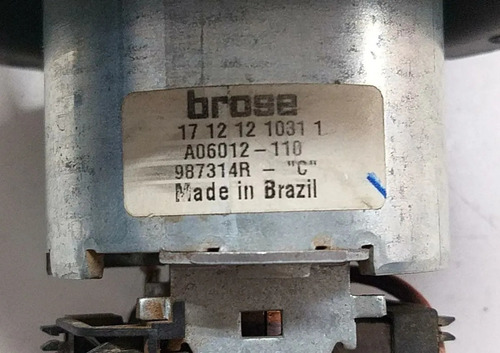 brose
17 12 12 1031 1
A06012-110
987314R - "C"
Made in Brazil